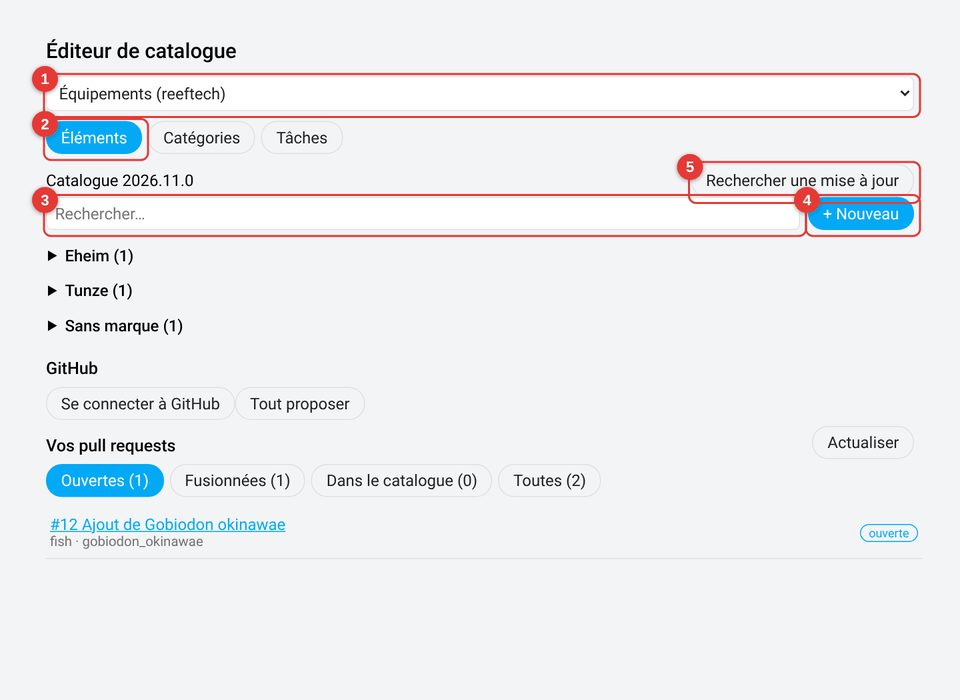 Éditeur de catalogue
1
Équipements (reeftech)
2
Éléments Catégories Tâches
5
Catalogue 2026.11.0 Rechercher une mise à jour
3 4
Rechercher... + Nouveau
Eheim (1)
Tunze (1)
Sans marque (1)
GitHub
Se connecter à GitHub Tout proposer
Vos pull requests Actualiser
Ouvertes (1) Fusionnées (1) Dans le catalogue (0) Toutes (2)
#12 Ajout de Gobiodon okinawae
fish · gobiodon_okinawae ouverte